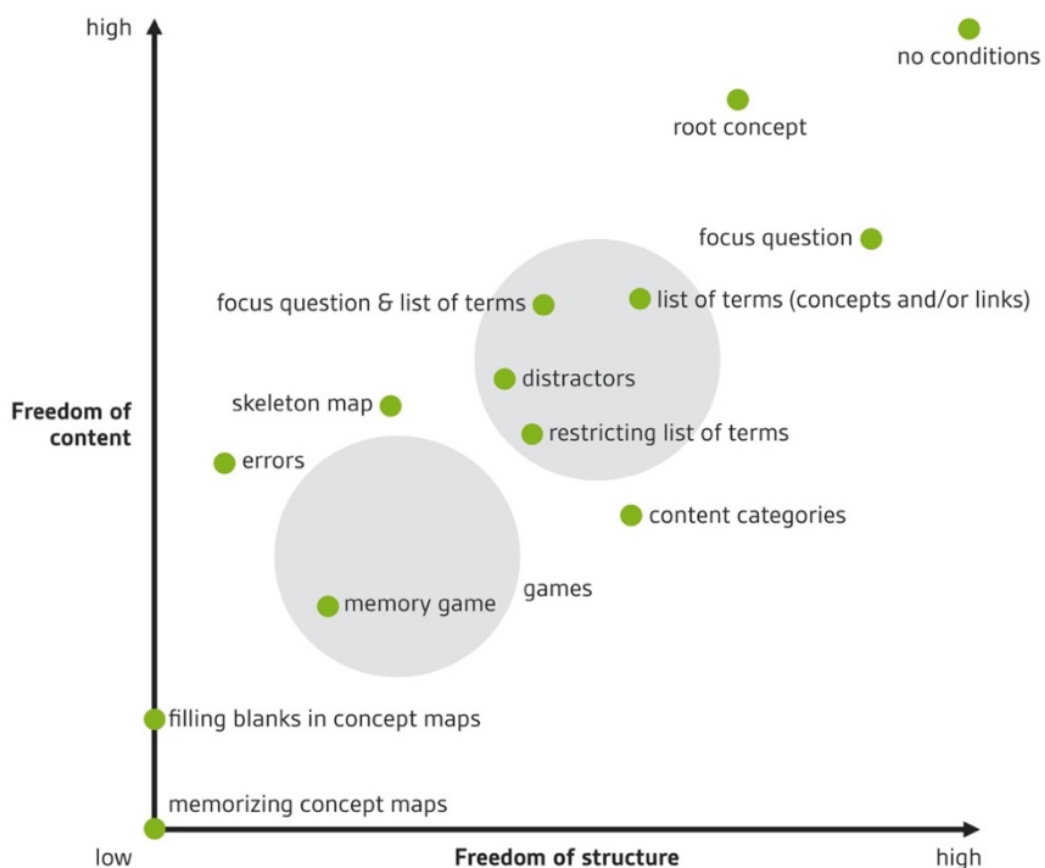 high
no conditions
root concept
focus question
focus question & list of terms
list of terms (concepts and/or links)
distractors
skeleton map
Freedom of
content
restricting list of terms
errors
content categories
games
memory game
filling blanks in concept maps
memorizing concept maps
low
Freedom of structure
high